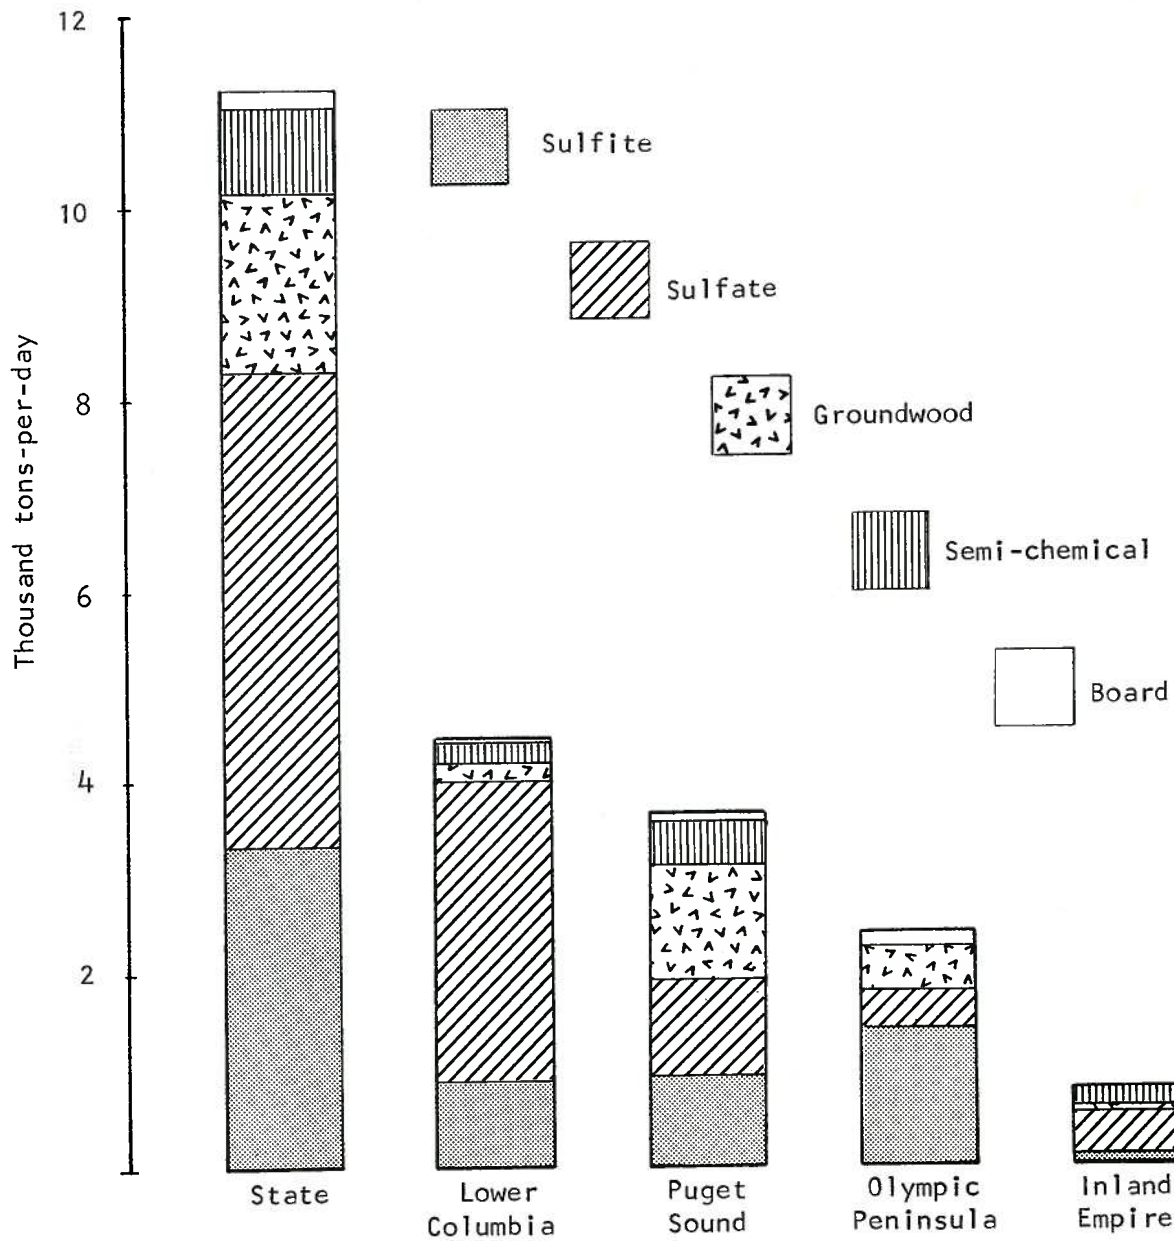 12
10
8
6
4
2
Thousand tons-per-day
Sulfite
Sulfate
Groundwood
Semi-chemical
Board
State
Lower
Columbia
Puget
Sound
Olympic
Peninsula
Inland
Empire